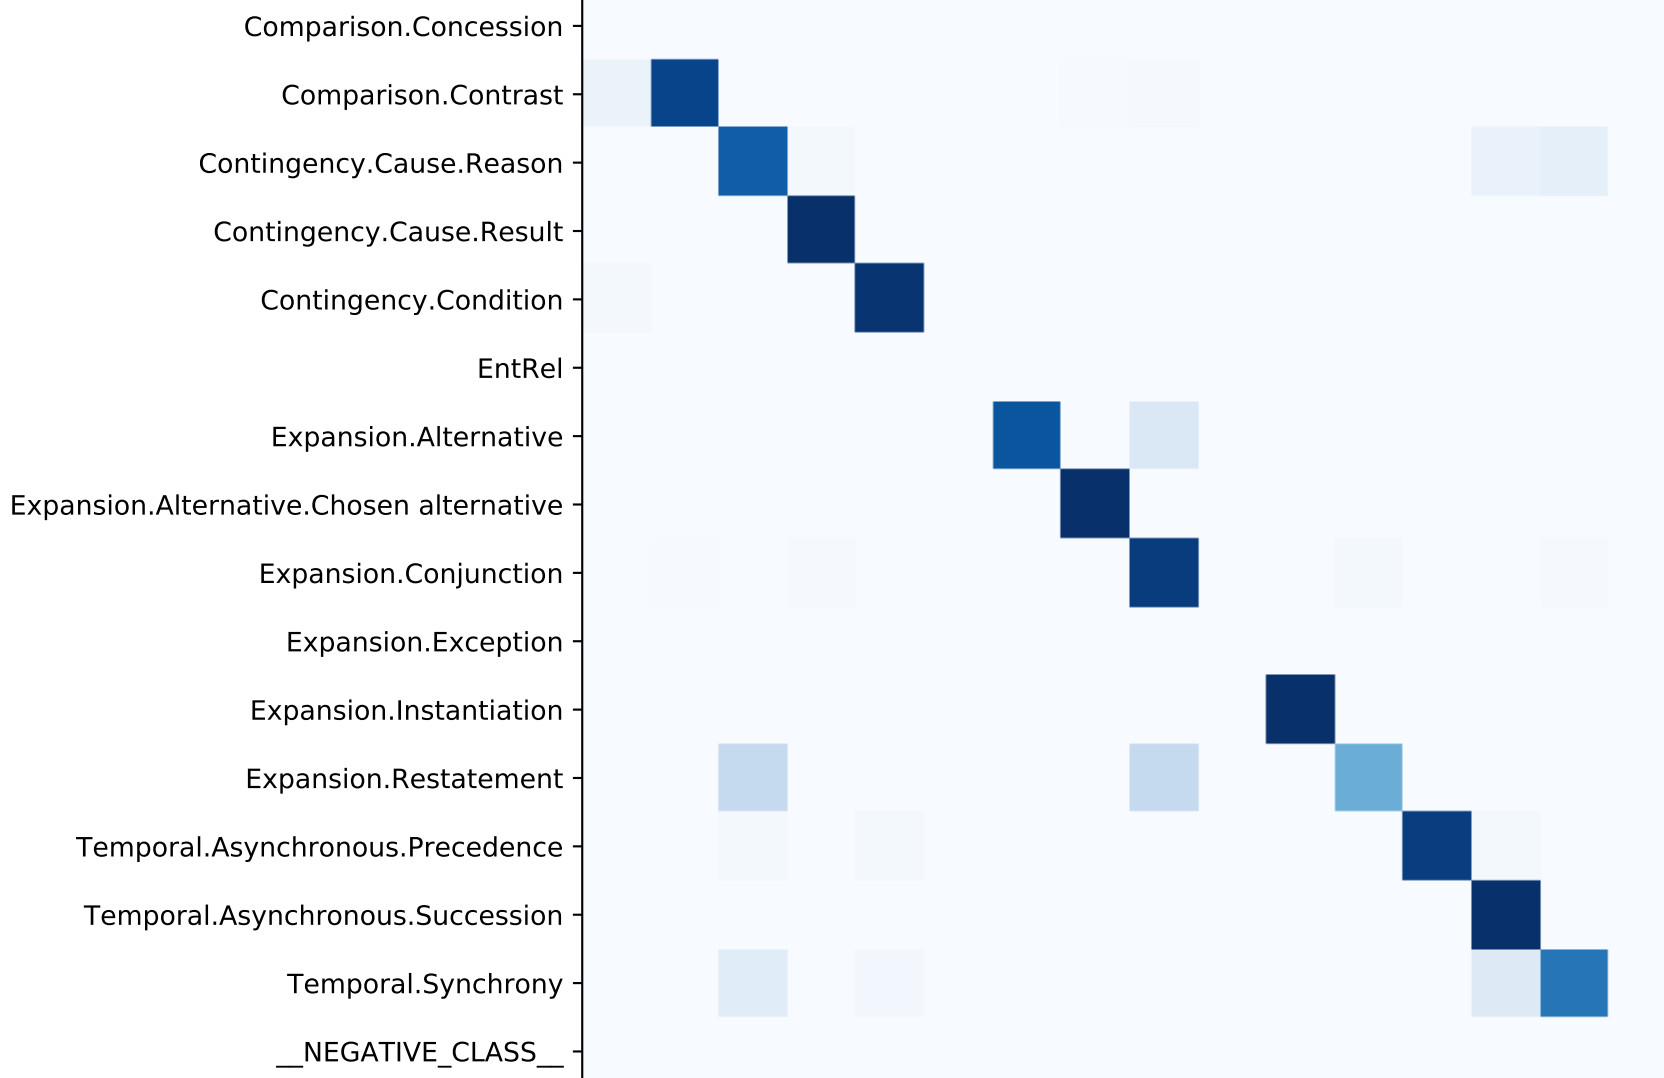 Comparison.Concession
Comparison.Contrast
Contingency.Cause.Reason
Contingency.Cause.Result
Contingency.Condition
EntRel
Expansion.Alternative
Expansion.Alternative.Chosen alternative
Expansion.Conjunction
Expansion.Exception
Expansion.Instantiation
Expansion.Restatement
Temporal.Asynchronous.Precedence
Temporal.Asynchronous.Succession
Temporal.Synchrony
__NEGATIVE_CLASS__